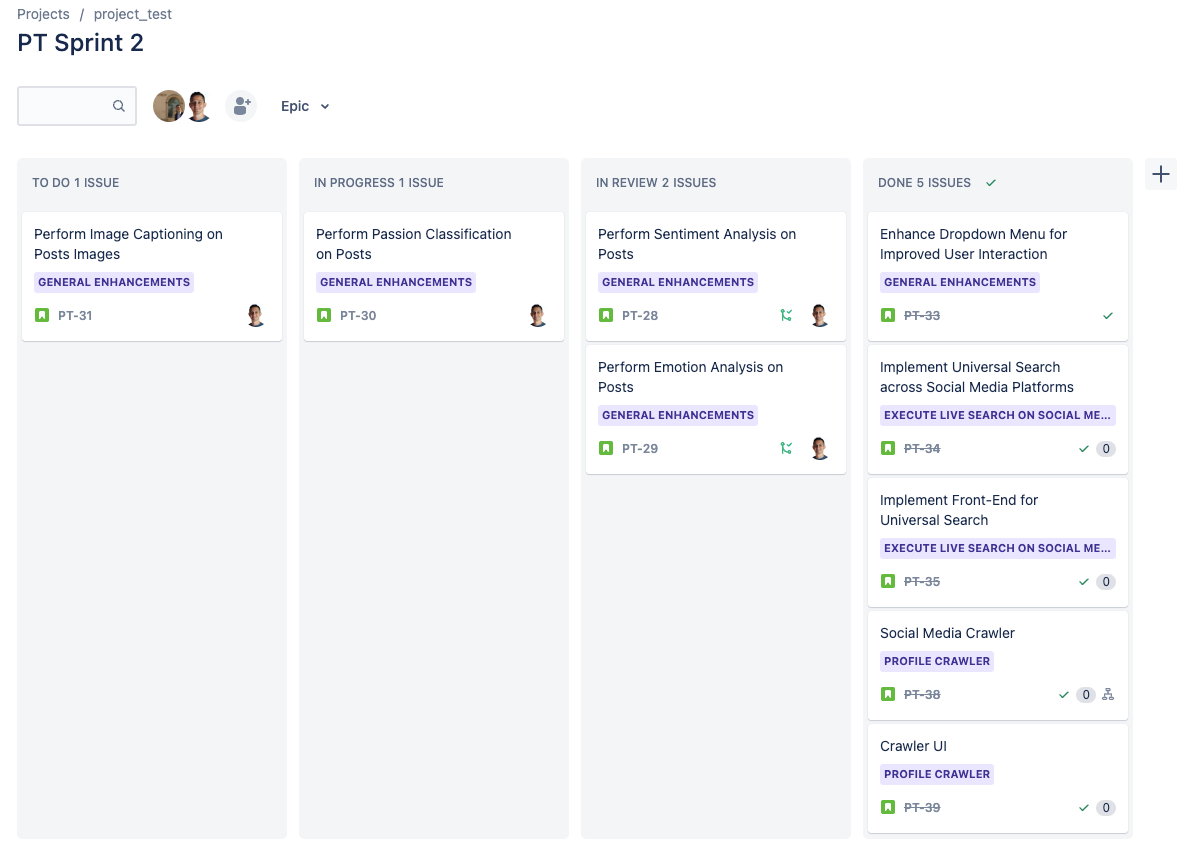 Projects / project_test
PT Sprint 2
Epic
TO DO 1 ISSUE
Perform Image Captioning on
Posts Images
GENERAL ENHANCEMENTS
PT-31
IN PROGRESS 1 ISSUE
Perform Passion Classification
on Posts
GENERAL ENHANCEMENTS
PT-30
IN REVIEW 2 ISSUES
Perform Sentiment Analysis on
Posts
GENERAL ENHANCEMENTS
PT-28
Perform Emotion Analysis on
Posts
GENERAL ENHANCEMENTS
PT-29
DONE 5 ISSUES
Enhance Dropdown Menu for
Improved User Interaction
GENERAL ENHANCEMENTS
PT-33
Implement Universal Search
across Social Media Platforms
EXECUTE LIVE SEARCH ON SOCIAL ME...
PT-34 0
Implement Front-End for
Universal Search
EXECUTE LIVE SEARCH ON SOCIAL ME...
PT-35 0
Social Media Crawler
PROFILE CRAWLER
PT-38 0
Crawler UI
PROFILE CRAWLER
PT-39 0